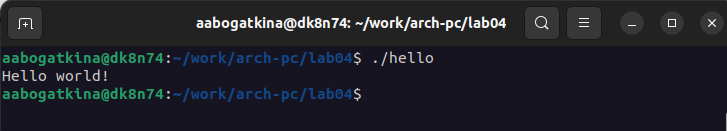 aabogatkina@dk8n74: ~/work/arch-pc/lab04
aabogatkina@dk8n74:~/work/arch-pc/lab04$ ./hello
Hello world!
aabogatkina@dk8n74:~/work/arch-pc/lab04$